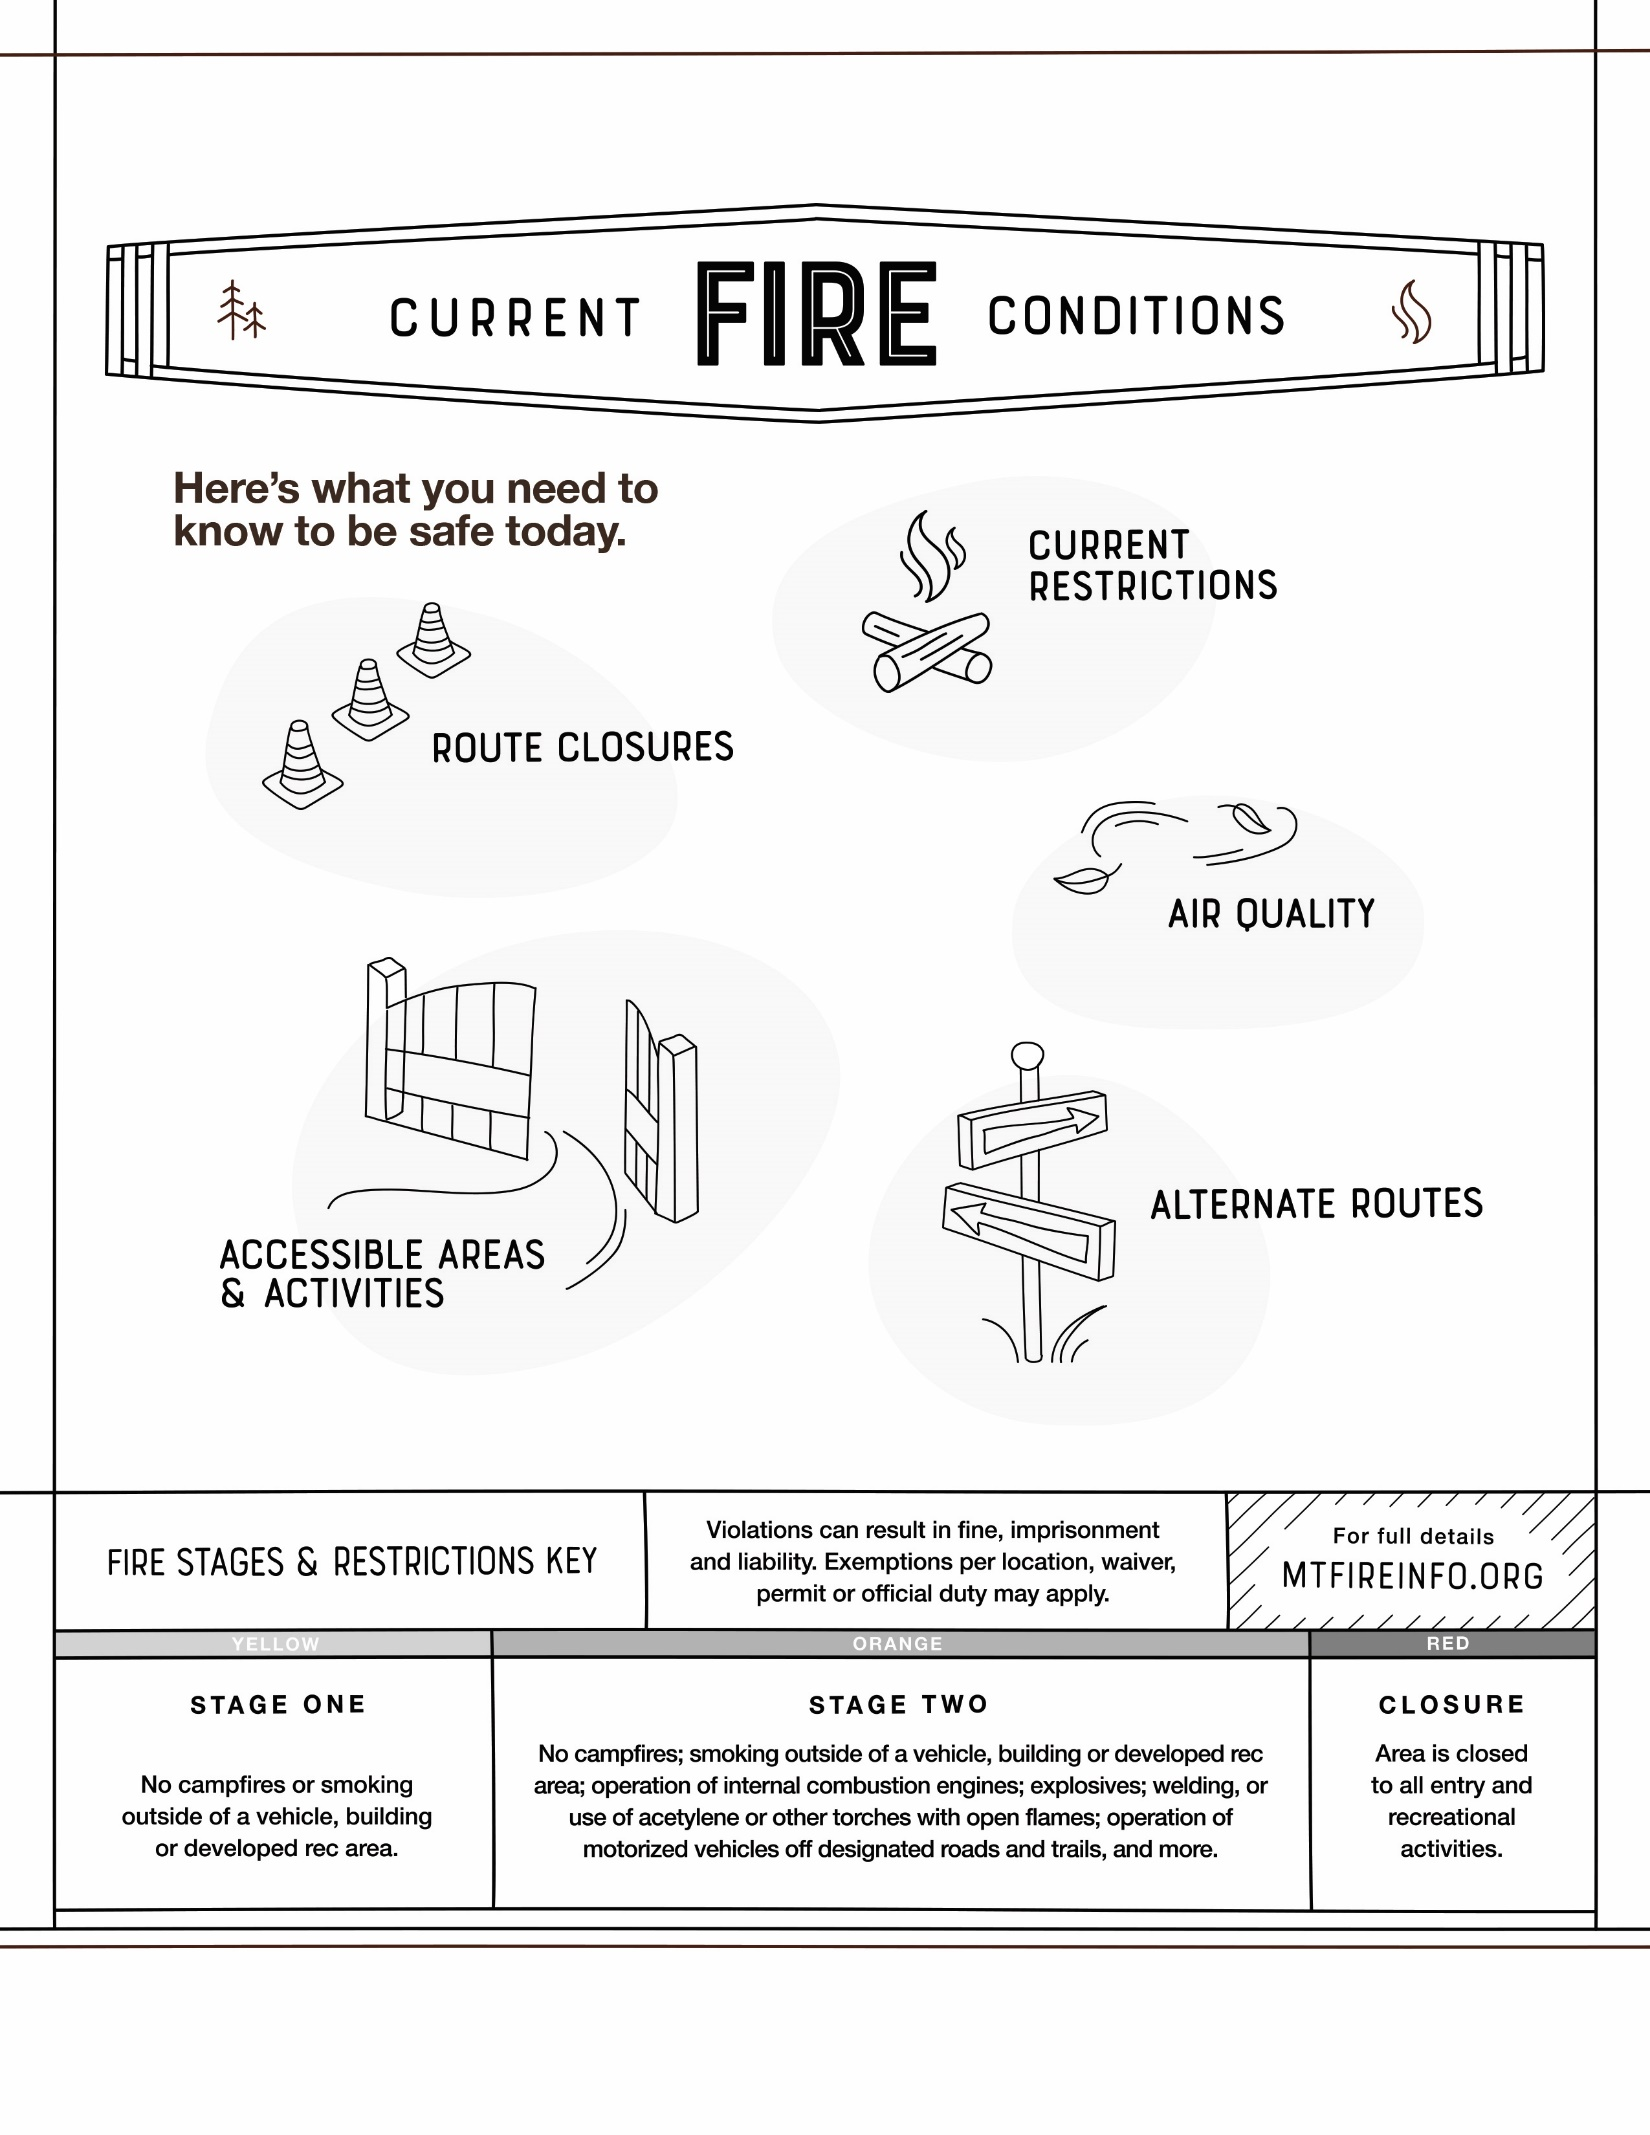 CURRENT FIRE CONDITIONS
Here’s what you need to
know to be safe today.
CURRENT
RESTRICTIONS
ROUTE CLOSURES
AIR QUALITY
ACCESSIBLE AREAS
& ACTIVITIES
ALTERNATE ROUTES
FIRE STAGES & RESTRICTIONS KEY
Violations can result in fine, imprisonment
and liability. Exemptions per location, waiver,
permit or official duty may apply.
For full details
MTFIREINFO.ORG
YELLOW
STAGE ONE
No campfires or smoking
outside of a vehicle, building
or developed rec area.
ORANGE
STAGE TWO
No campfires; smoking outside of a vehicle, building or developed rec
area; operation of internal combustion engines; explosives; welding, or
use of acetylene or other torches with open flames; operation of
motorized vehicles off designated roads and trails, and more.
RED
CLOSURE
Area is closed
to all entry and
recreational
activities.